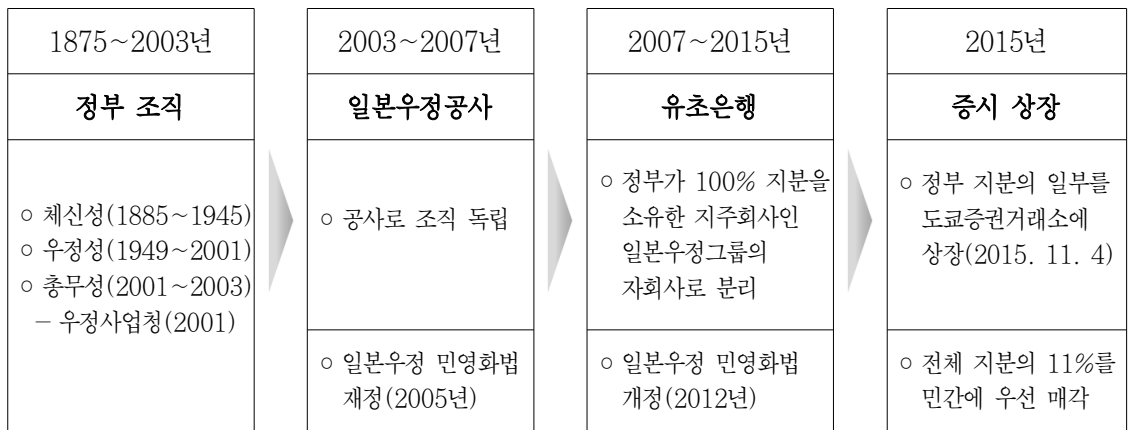 1875~2003년
정부 조직
○ 체신성(1885~1945)
○ 우정성(1949~2001)
○ 총무성(2001~2003)
- 우정사업청(2001)
2003~2007년
일본우정공사
○ 공사로 조직 독립
○ 일본우정 민영화법
재정(2005년)
2007~2015년
유초은행
○ 정부가 100% 지분을
소유한 지주회사인
일본우정그룹의
자회사로 분리
○ 일본우정 민영화법
개정(2012년)
2015년
증시 상장
○ 정부 지분의 일부를
도쿄증권거래소에
상장(2015. 11. 4)
○ 전체 지분의 11%를
민간에 우선 매각